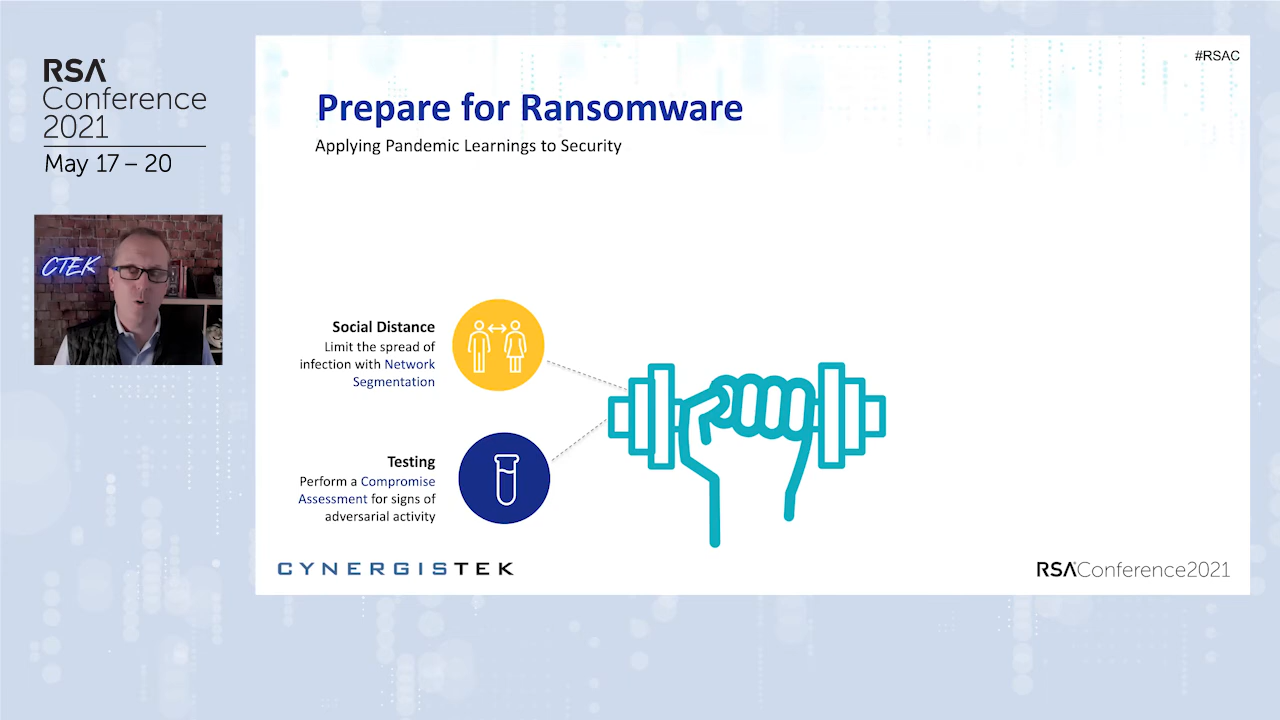 RSA
Conference
2021
May 17 – 20
CTEK
#RSAC
Prepare for Ransomware
Applying Pandemic Learnings to Security
Social Distance
Limit the spread of
infection with Network
Segmentation
Testing
Perform a Compromise
Assessment for signs of
adversarial activity
CYNERGISTEK
RSAConference2021